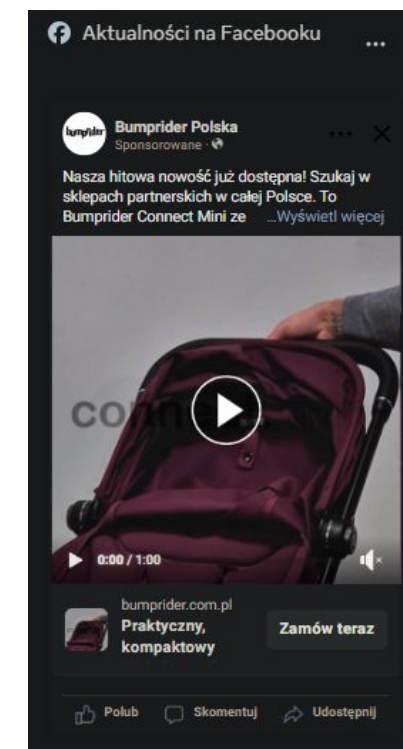 Aktualności na Facebooku
bumprider
Bumprider Polska
Sponsorowane ·
Nasza hitowa nowość już dostępna! Szukaj w
sklepach partnerskich w całej Polsce. To
Bumprider Connect Mini ze ...Wyświetl więcej
0:00 / 1:00
bumprider.com.pl
Praktyczny,
kompaktowy
Zamów teraz
Polub Skomentuj Udostępnij